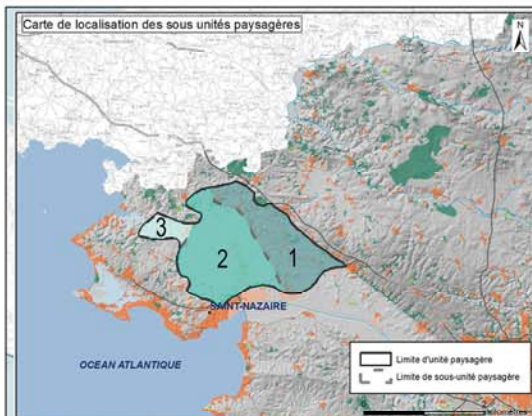 Carte de localisation des sous unités paysagères
N
3
2
1
SAINT-NAZAIRE
OCEAN ATLANTIQUE
Limite d'unité paysagère
Limite de sous-unité paysagère